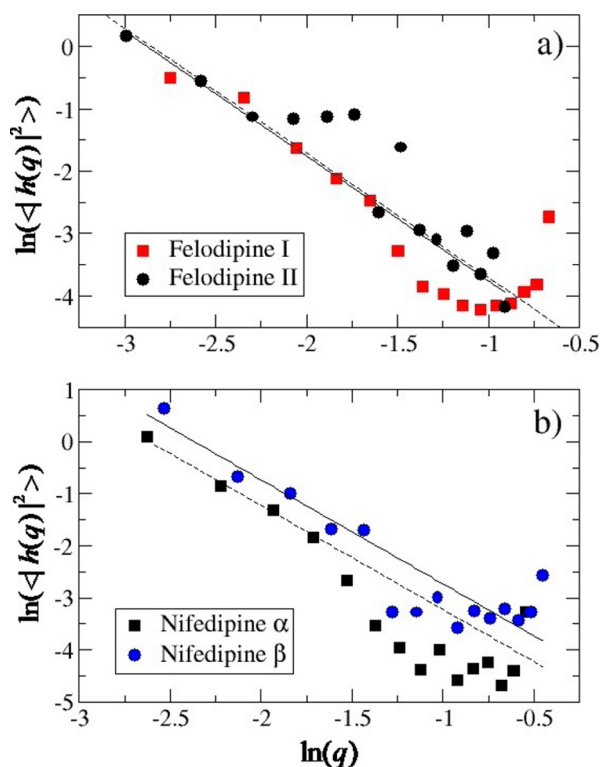 a)
ln(<|h(q)|²>)
0
-1
-2
-3
-4
Felodipine I
Felodipine II
-3 -2.5 -2 -1.5 -1 -0.5
b)
ln(<|h(q)|²>)
1
0
-1
-2
-3
-4
-5
Nifedipine α
Nifedipine β
-3 -2.5 -2 -1.5 -1 -0.5
ln(q)